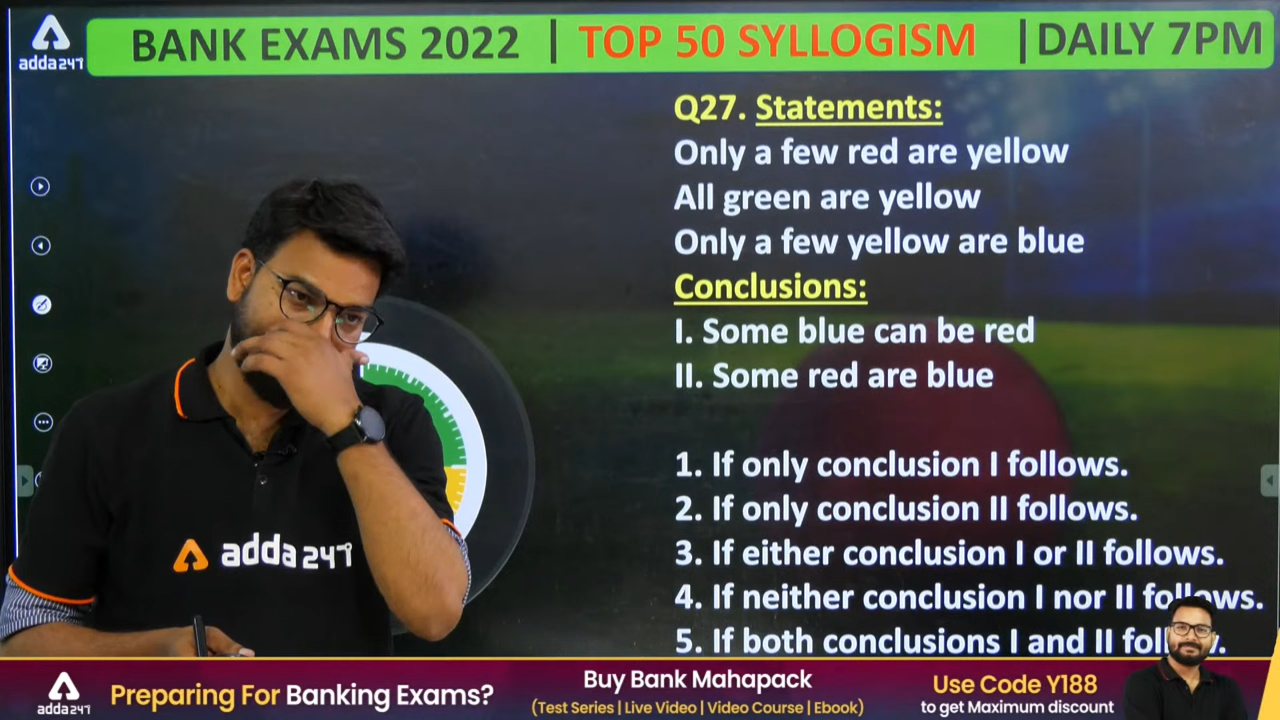 adda247
BANK EXAMS 2022 | TOP 50 SYLLOGISM | DAILY 7PM
Q27. Statements:
Only a few red are yellow
All green are yellow
Only a few yellow are blue
Conclusions:
I. Some blue can be red
II. Some red are blue
1. If only conclusion I follows.
2. If only conclusion II follows.
3. If either conclusion I or II follows.
4. If neither conclusion I nor II follows.
5. If both conclusions I and II
adda247
adda247
Preparing For Banking Exams?
Buy Bank Mahapack
(Test Series | Live Video | Video Course | Ebook)
Use Code Y188
to get Maximum discount